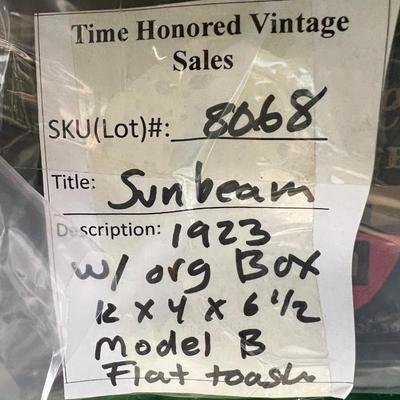 Time Honored Vintage
Sales
SKU(Lot)#: 8068
Title: Sunbeam
Description: 1923
w/ org Box
12 x 4 x 6 1/2
Model B
Flat